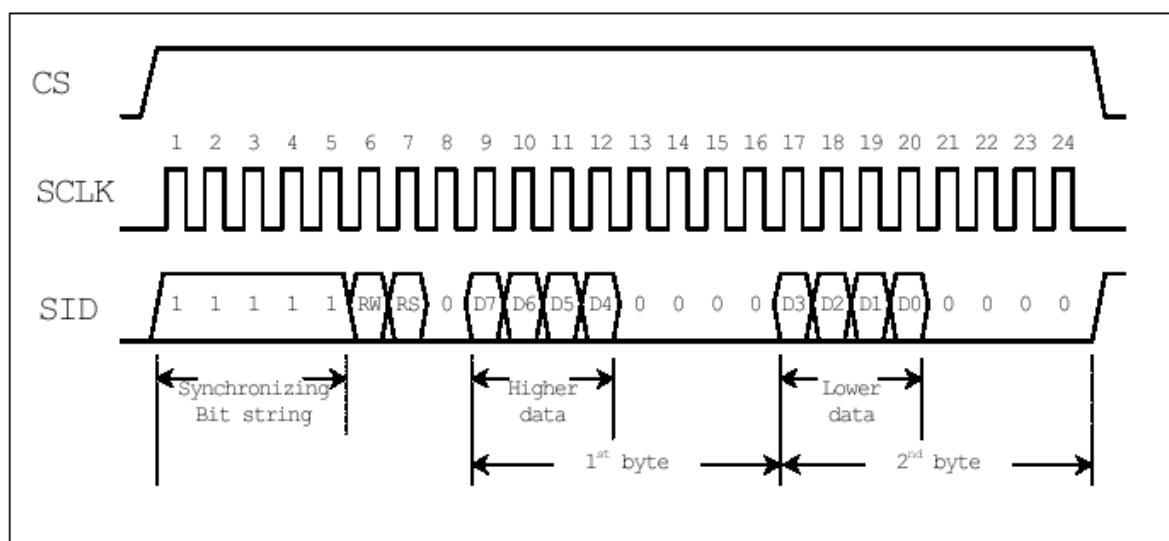 CS
1 2 3 4 5 6 7 8 9 10 11 12 13 14 15 16 17 18 19 20 21 22 23 24
SCLK
SID
1 1 1 1 1 RW RS 0 D7 D6 D5 D4 0 0 0 0 D3 D2 D1 D0 0 0 0 0
Synchronizing
Bit string
Higher
data
Lower
data
1st byte
2nd byte